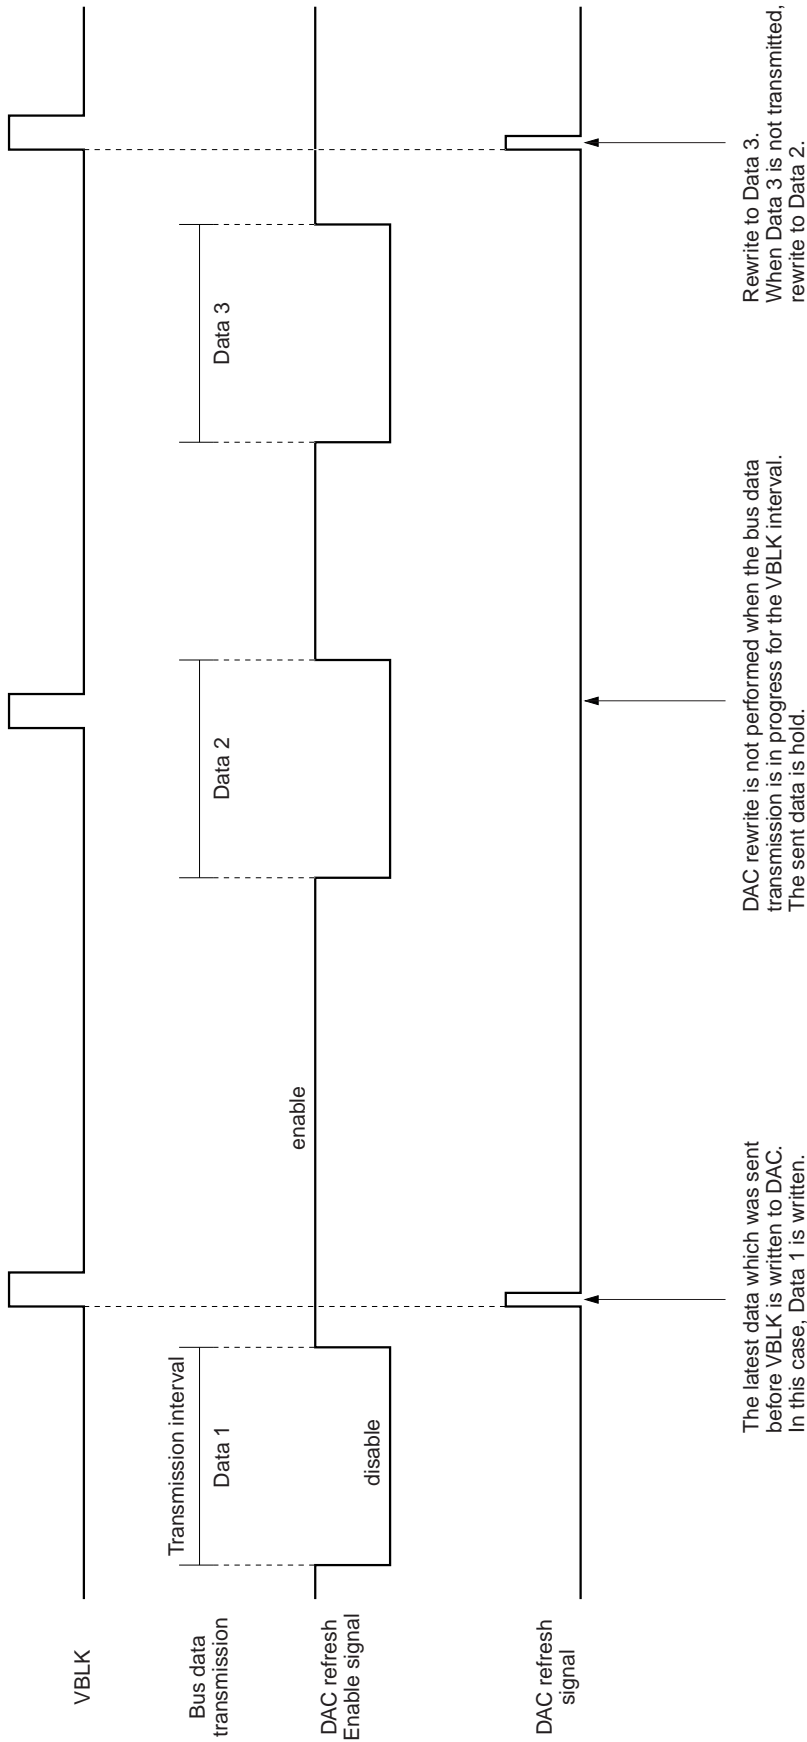 VBLK
Bus data
transmission
Transmission interval
Data 1
Data 2
Data 3
DAC refresh
Enable signal
disable
enable
DAC refresh
signal
The latest data which was sent
before VBLK is written to DAC.
In this case, Data 1 is written.
DAC rewrite is not performed when the bus data
transmission is in progress for the VBLK interval.
The sent data is hold.
Rewrite to Data 3.
When Data 3 is not transmitted,
rewrite to Data 2.